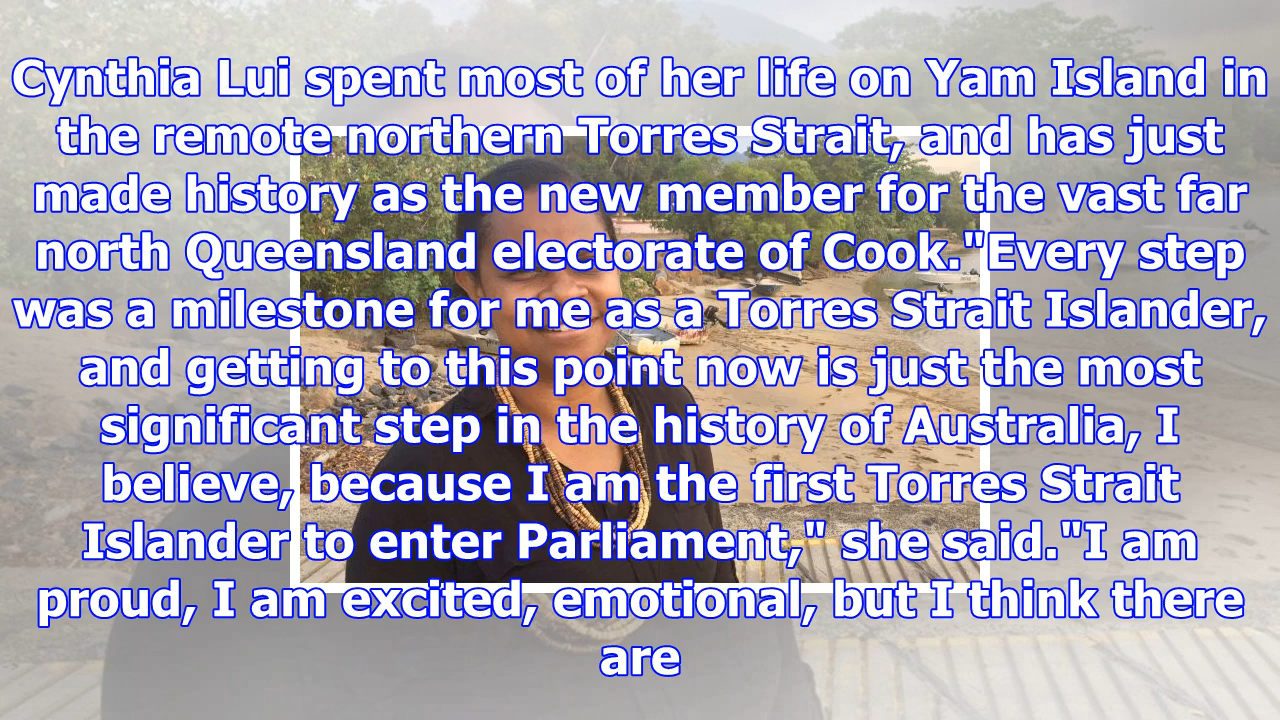 Cynthia Lui spent most of her life on Yam Island in
the remote northern Torres Strait, and has just
made history as the new member for the vast far
north Queensland electorate of Cook."Every step
was a milestone for me as a Torres Strait Islander,
and getting to this point now is just the most
significant step in the history of Australia, I
believe, because I am the first Torres Strait
Islander to enter Parliament," she said."I am
proud, I am excited, emotional, but I think there
are